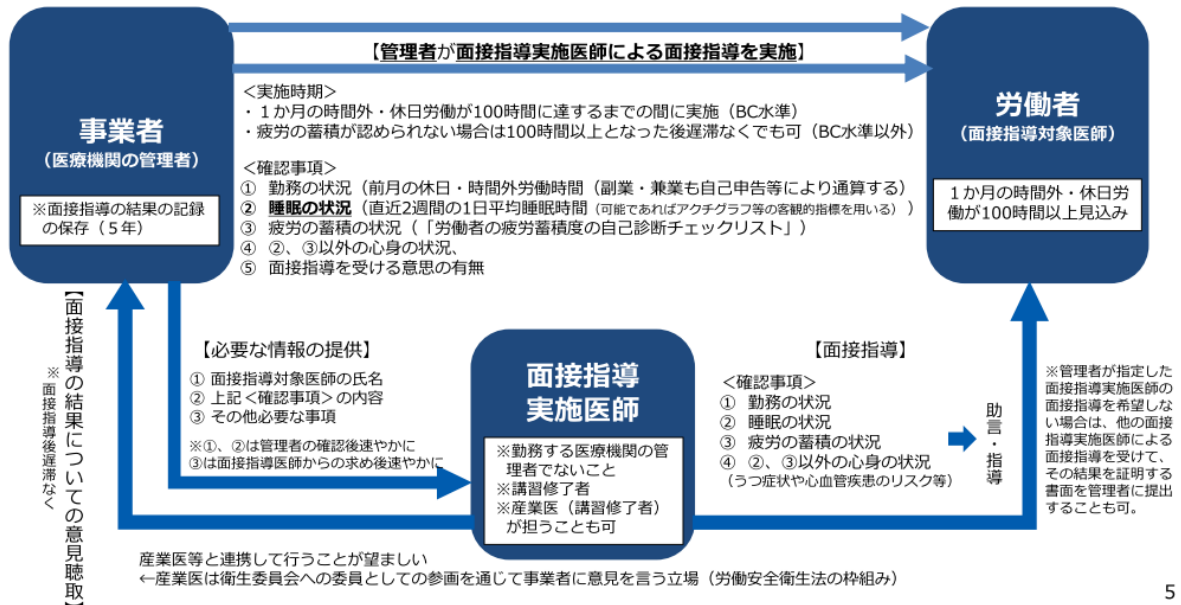 【管理者が面接指導実施医師による面接指導を実施】
事業者
（医療機関の管理者）
※面接指導の結果の記録
の保存（５年）
＜実施時期＞
・１か月の時間外・休日労働が100時間に達するまでの間に実施（BC水準）
・疲労の蓄積が認められない場合は100時間以上となった後遅滞なくでも可（BC水準以外）
＜確認事項＞
① 勤務の状況（前月の休日・時間外労働時間（副業・兼業も自己申告等により通算する）
② 睡眠の状況（直近2週間の1日平均睡眠時間（可能であればアクチグラフ等の客観的指標を用いる））
③ 疲労の蓄積の状況（「労働者の疲労蓄積度の自己診断チェックリスト」）
④ ②、③以外の心身の状況、
⑤ 面接指導を受ける意思の有無
労働者
（面接指導対象医師）
１か月の時間外・休日労
働が100時間以上見込み
【面接指導の結果についての意見聴取】
※面接指導後遅滞なく
【必要な情報の提供】
① 面接指導対象医師の氏名
② 上記＜確認事項＞の内容
③ その他必要な事項
※①、②は管理者の確認後速やかに
③は面接指導医師からの求め後速やかに
面接指導
実施医師
※勤務する医療機関の管
理者でないこと
※講習修了者
※産業医（講習修了者）
が担うことも可
【面接指導】
＜確認事項＞
① 勤務の状況
② 睡眠の状況
③ 疲労の蓄積の状況
④ ②、③以外の心身の状況
（うつ症状や心血管疾患のリスク等）
助言・指導
※管理者が指定した
面接指導実施医師の
面接指導を希望しな
い場合は、他の面接
指導実施医師による
面接指導を受けて、
その結果を証明する
書面を管理者に提出
することも可。
産業医等と連携して行うことが望ましい
←産業医は衛生委員会への委員としての参画を通じて事業者に意見を言う立場（労働安全衛生法の枠組み）
5